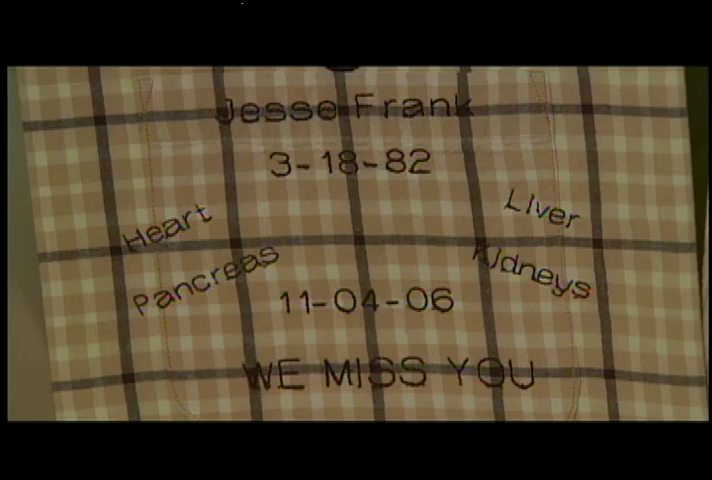 Jesse Frank
3-18-82
Heart
Liver
Pancreas
Kidneys
11-04-06
WE MISS YOU